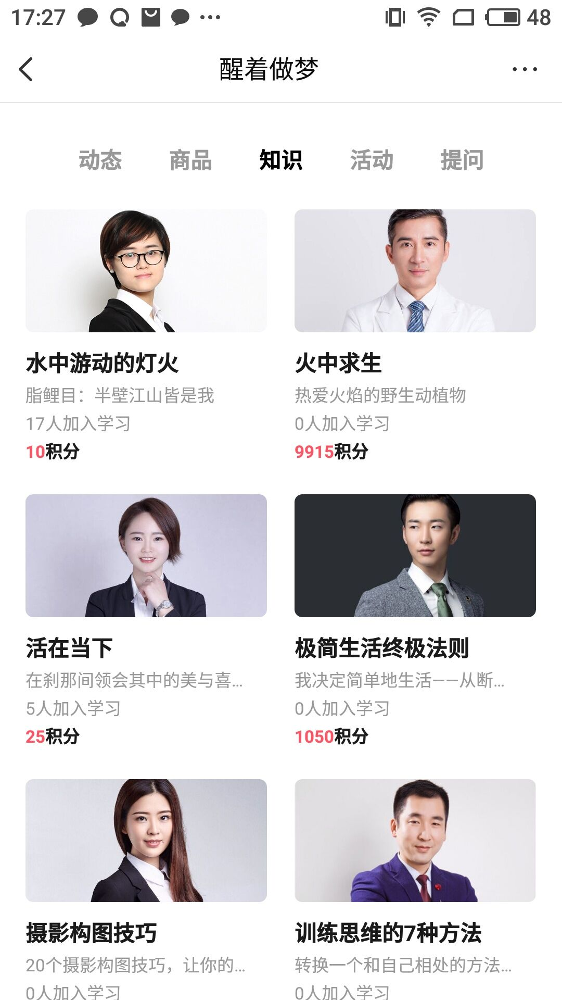 17:27
48
醒着做梦
动态 商品 知识 活动 提问
水中游动的灯火
脂鲤目：半壁江山皆是我
17人加入学习
10积分
火中求生
热爱火焰的野生动植物
0人加入学习
9915积分
活在当下
在刹那间领会其中的美与喜...
5人加入学习
25积分
极简生活终极法则
我决定简单地生活——从断...
0人加入学习
1050积分
摄影构图技巧
20个摄影构图技巧，让你的...
0人加入学习
训练思维的7种方法
转换一个和自己相处的方法...
0人加入学习